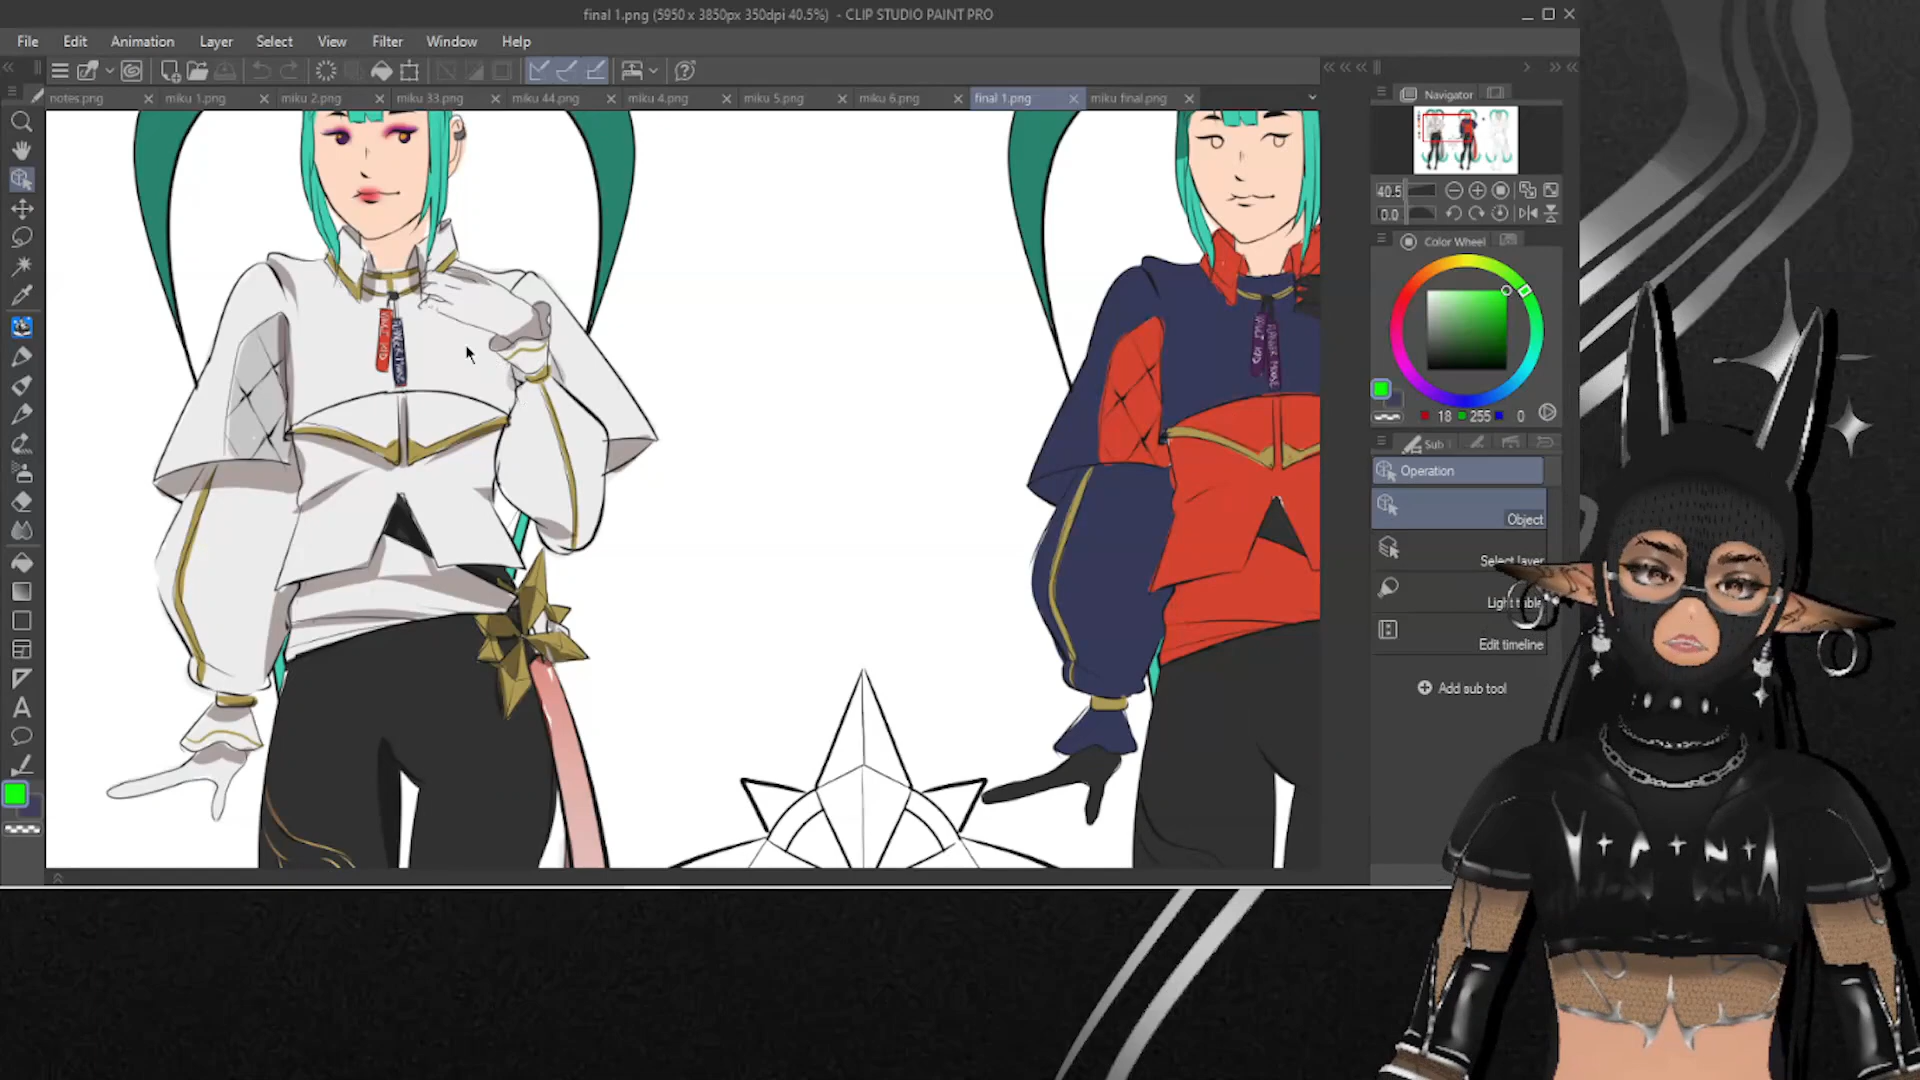 final 1.png (5950 x 3850px 350dpi 40.5%) - CLIP STUDIO PAINT PRO
File Edit Animation Layer Select View Filter Window Help
notes.png miku 1.png miku 2.png miku 33.png miku 44.png miku 4.png miku 5.png miku 6.png final 1.png miku final.png
Navigator
40.5
0.0
Color Wheel
18 255 0
Sub
Operation
Object
Select layer
Light table
Edit timeline
Add sub tool